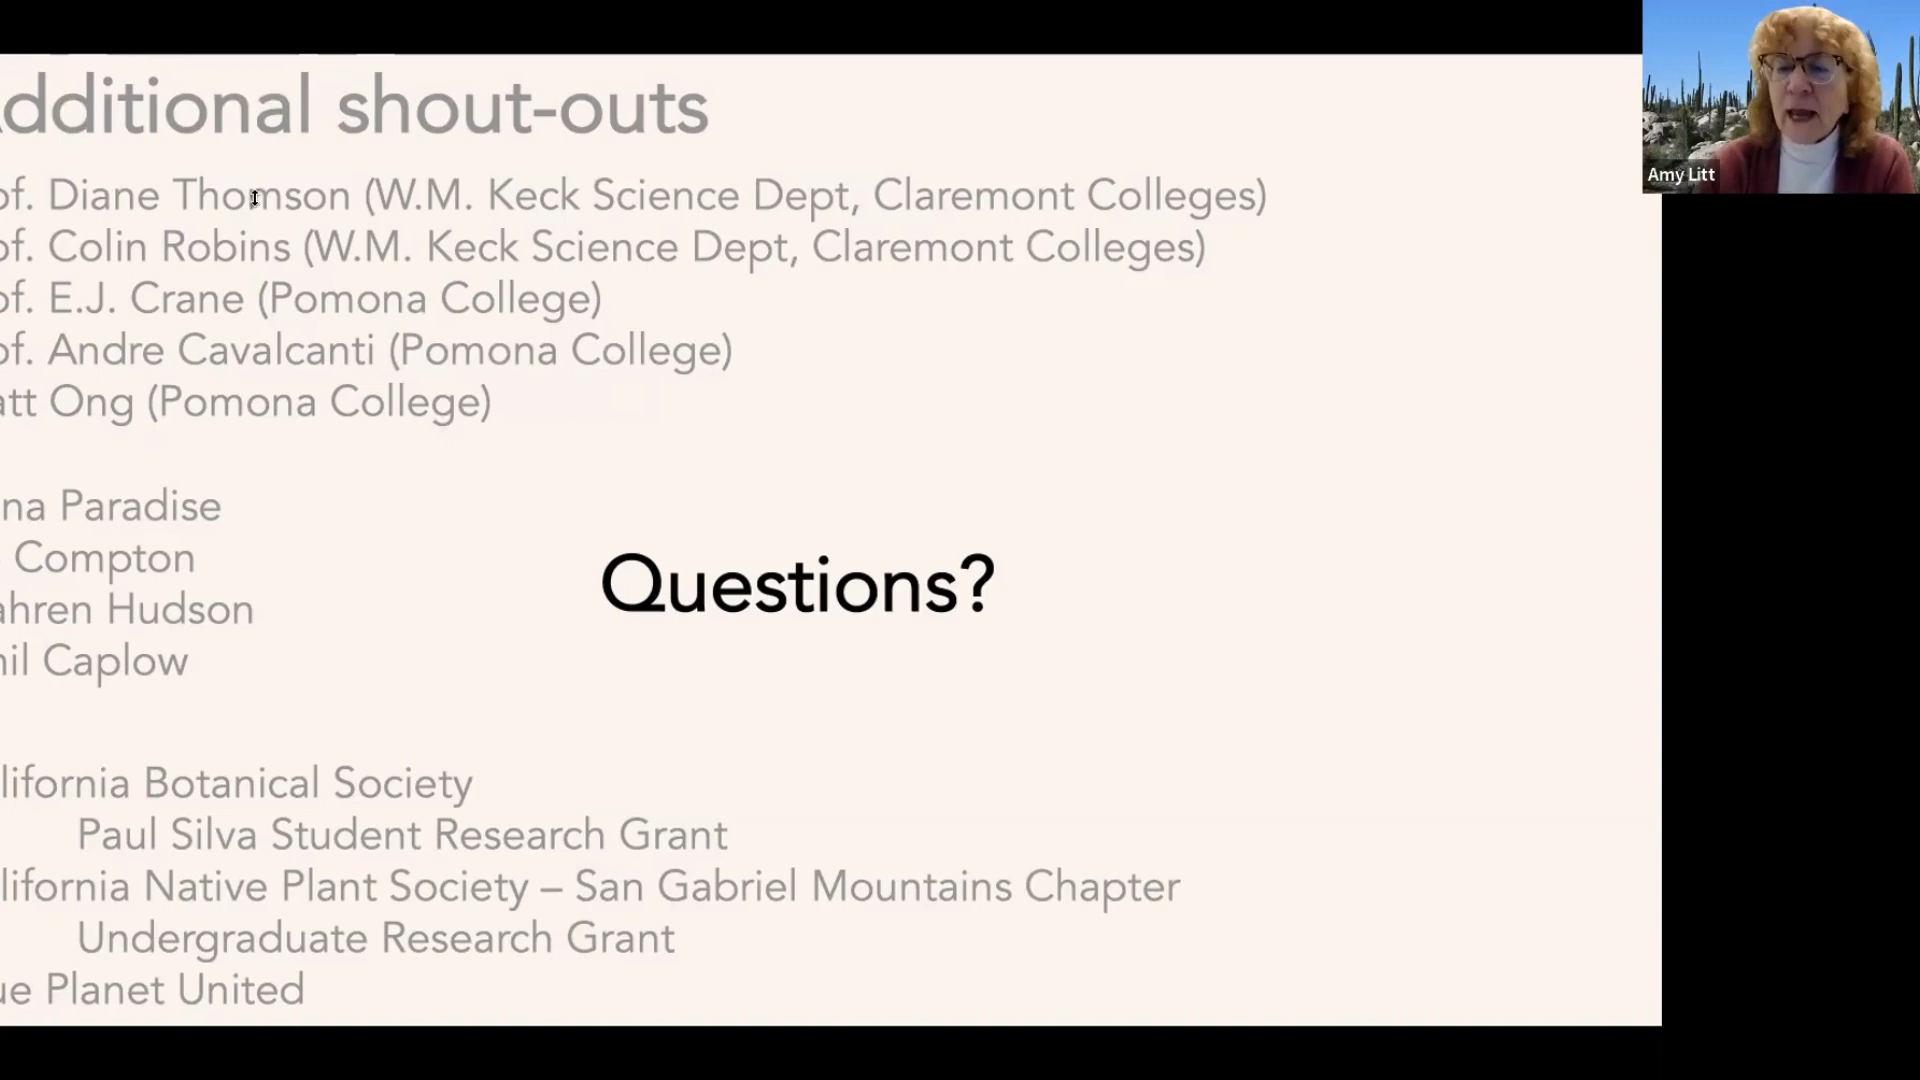 dditional shout-outs
of. Diane Thomson (W.M. Keck Science Dept, Claremont Colleges)
of. Colin Robins (W.M. Keck Science Dept, Claremont Colleges)
of. E.J. Crane (Pomona College)
of. Andre Cavalcanti (Pomona College)
att Ong (Pomona College)
na Paradise
Compton
ahren Hudson
hil Caplow
Questions?
lifornia Botanical Society
Paul Silva Student Research Grant
lifornia Native Plant Society – San Gabriel Mountains Chapter
Undergraduate Research Grant
ue Planet United
Amy Litt